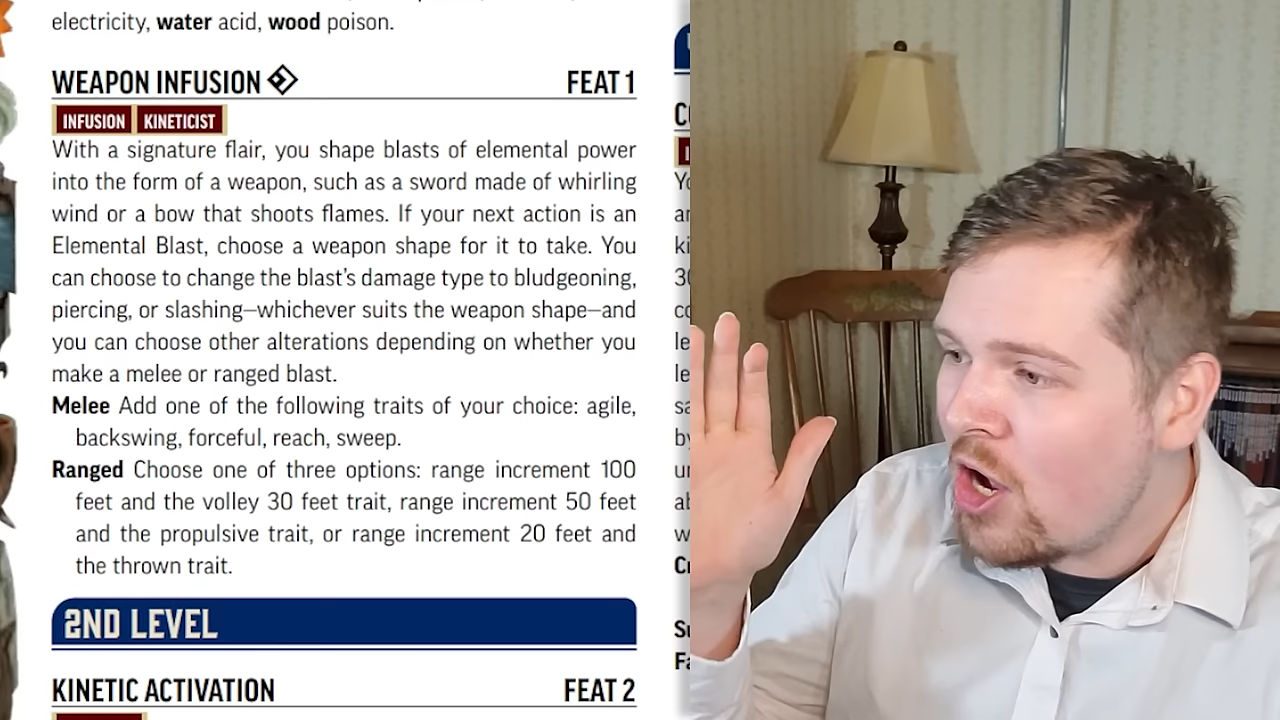 electricity, water acid, wood poison.
WEAPON INFUSION FEAT 1
INFUSION KINETICIST
With a signature flair, you shape blasts of elemental power
into the form of a weapon, such as a sword made of whirling
wind or a bow that shoots flames. If your next action is an
Elemental Blast, choose a weapon shape for it to take. You
can choose to change the blast's damage type to bludgeoning,
piercing, or slashing—whichever suits the weapon shape—and
you can choose other alterations depending on whether you
make a melee or ranged blast.
Melee Add one of the following traits of your choice: agile,
backswing, forceful, reach, sweep.
Ranged Choose one of three options: range increment 100
feet and the volley 30 feet trait, range increment 50 feet
and the propulsive trait, or range increment 20 feet and
the thrown trait.
2ND LEVEL
KINETIC ACTIVATION FEAT 2